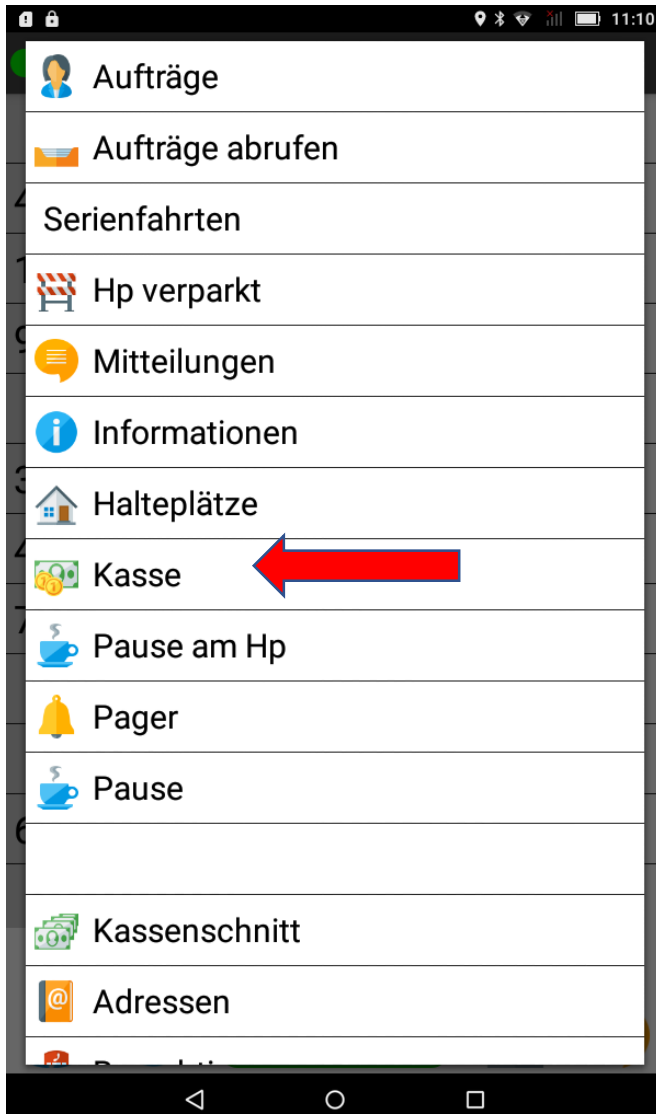 11:10
Aufträge
Aufträge abrufen
Serienfahrten
Hp verparkt
Mitteilungen
Informationen
Halteplätze
Kasse
Pause am Hp
Pager
Pause
Kassenschnitt
Adressen